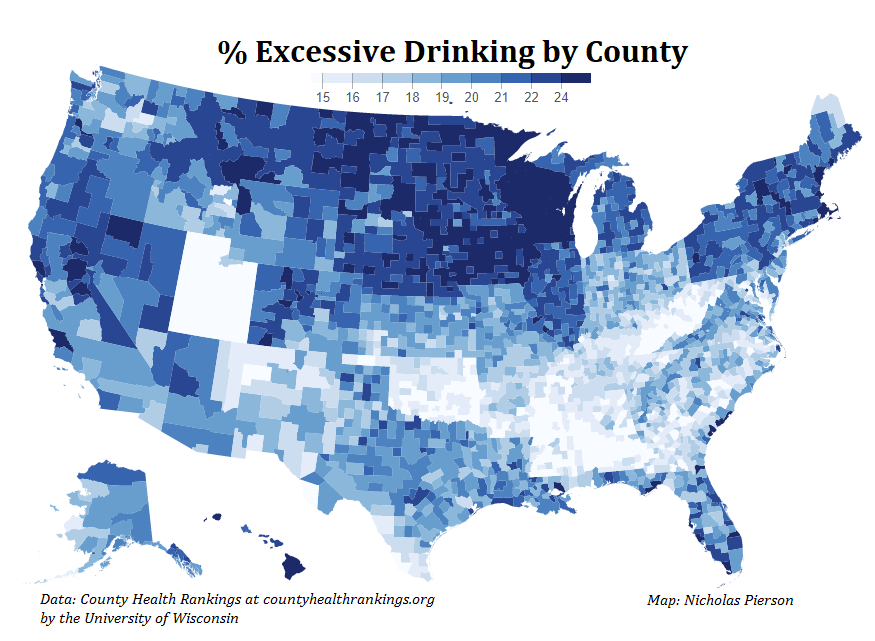 % Excessive Drinking by County
15 16 17 18 19 20 21 22 24
Data: County Health Rankings at countyhealthrankings.org
by the University of Wisconsin
Map: Nicholas Pierson